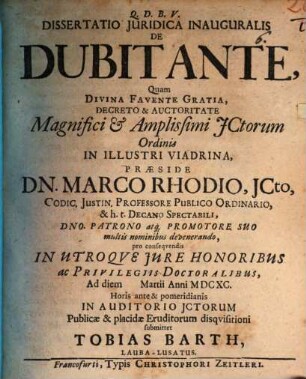 Q. D. B. V.
DISSERTATIO JURIDICA INAUGURALIS
DE
DUBITANTE,
Quam
DIVINA FAVENTE GRATIA,
DECRETO & AUCTORITATE
Magnifici & Amplissimi JCtorum
Ordinis
IN ILLUSTRI VIADRINA,
PRÆSIDE
DN. MARCO RHODIO, JCto,
CODIC. JUSTIN. PROFESSORE PUBLICO ORDINARIO,
& h. t. DECANO SPECTABILI,
DNO. PATRONO atq; PROMOTORE SUO
multis nominibus devenerando,
pro conseqvendis
IN UTROQVE JURE HONORIBUS
ac PRIVILEGIIS DOCTORALIBUS,
Ad diem Martii Anni MDCXC.
Horis ante & pomeridianis
IN AUDITORIO JCTORUM
Publicæ & placidæ Eruditorum disqvisitioni
submittet
TOBIAS BARTH,
LAUBA-LUSATUS.
Francofurti, Typis CHRISTOPHORI ZEITLERI.